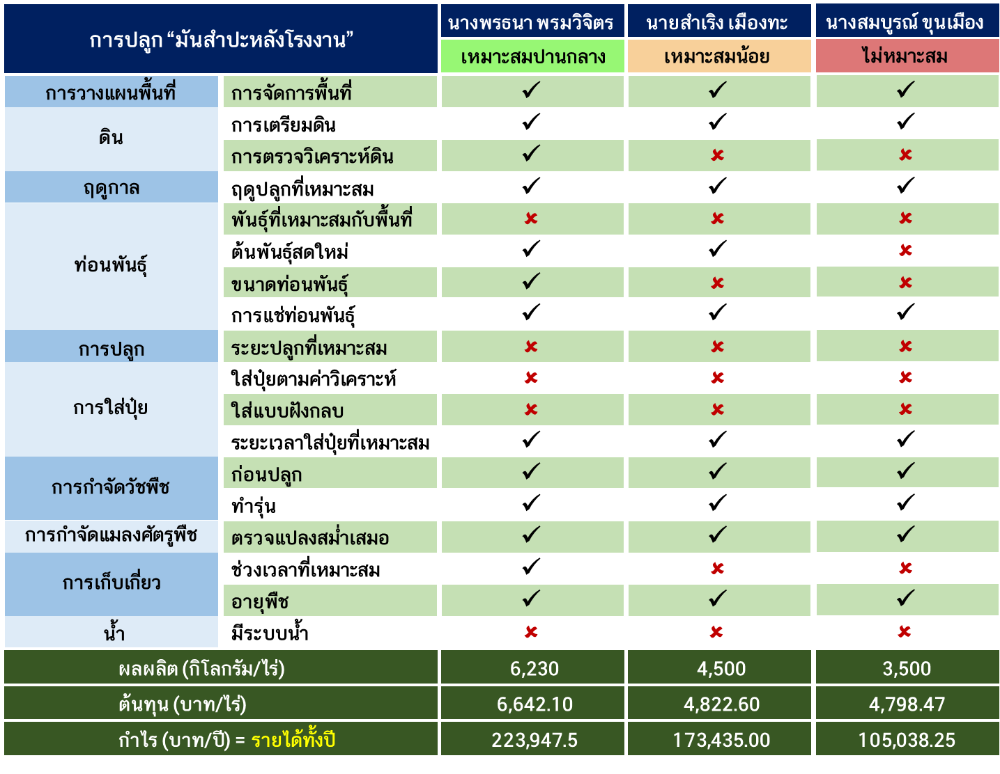 การปลูก “มันสำปะหลังโรงงาน”
นางพรธนา พรมวิจิตร
นายสำเริง เมืองทะ
นางสมบูรณ์ ขุนเมือง
เหมาะสมปานกลาง
เหมาะสมน้อย
ไม่หมาะสม
การวางแผนพื้นที่
การจัดการพื้นที่
✓ ✓ ✓
ดิน
การเตรียมดิน
✓ ✓ ✓
การตรวจวิเคราะห์ดิน
✓ ✘ ✘
ฤดูกาล
ฤดูปลูกที่เหมาะสม
✓ ✓ ✓
ท่อนพันธุ์
พันธุ์ที่เหมาะสมกับพื้นที่
✘ ✘ ✘
ต้นพันธุ์สดใหม่
✓ ✓ ✘
ขนาดท่อนพันธุ์
✓ ✘ ✘
การแช่ท่อนพันธุ์
✓ ✓ ✓
การปลูก
ระยะปลูกที่เหมาะสม
✘ ✘ ✘
การใส่ปุ๋ย
ใส่ปุ๋ยตามค่าวิเคราะห์
✘ ✘ ✘
ใส่แบบฝังกลบ
✘ ✘ ✘
ระยะเวลาใส่ปุ๋ยที่เหมาะสม
✓ ✓ ✓
การกำจัดวัชพืช
ก่อนปลูก
✓ ✓ ✓
ทำรุ่น
✓ ✓ ✓
การกำจัดแมลงศัตรูพืช
ตรวจแปลงสม่ำเสมอ
✓ ✓ ✓
การเก็บเกี่ยว
ช่วงเวลาที่เหมาะสม
✓ ✘ ✘
อายุพืช
✓ ✓ ✓
น้ำ
มีระบบน้ำ
✘ ✘ ✘
ผลผลิต (กิโลกรัม/ไร่)
6,230
4,500
3,500
ต้นทุน (บาท/ไร่)
6,642.10
4,822.60
4,798.47
กำไร (บาท/ปี) = รายได้ทั้งปี
223,947.5
173,435.00
105,038.25